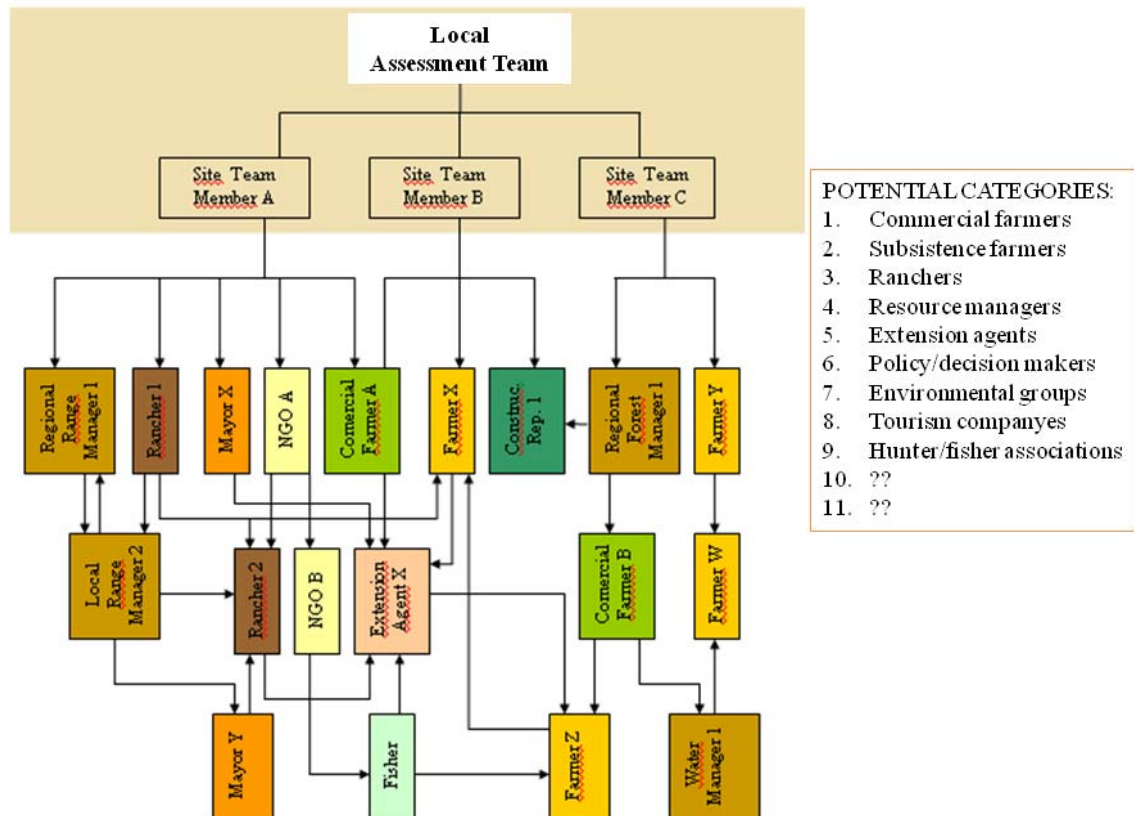 Local
Assessment Team
Site Team
Member A
Site Team
Member B
Site Team
Member C
POTENTIAL CATEGORIES:
1. Commercial farmers
2. Subsistence farmers
3. Ranchers
4. Resource managers
5. Extension agents
6. Policy/decision makers
7. Environmental groups
8. Tourism companyes
9. Hunter/fisher associations
10. ??
11. ??
Regional
Range
Manager 1
Rancher 1
Mayor X
NGO A
Comercial
Farmer A
Farmer X
Construc.
Rep. 1
Regional
Forest
Manager 1
Farmer Y
Local
Range
Manager 2
Rancher 2
NGO B
Extension
Agent X
Comercial
Farmer B
Farmer W
Mayor Y
Fisher
Farmer Z
Water
Manager 1